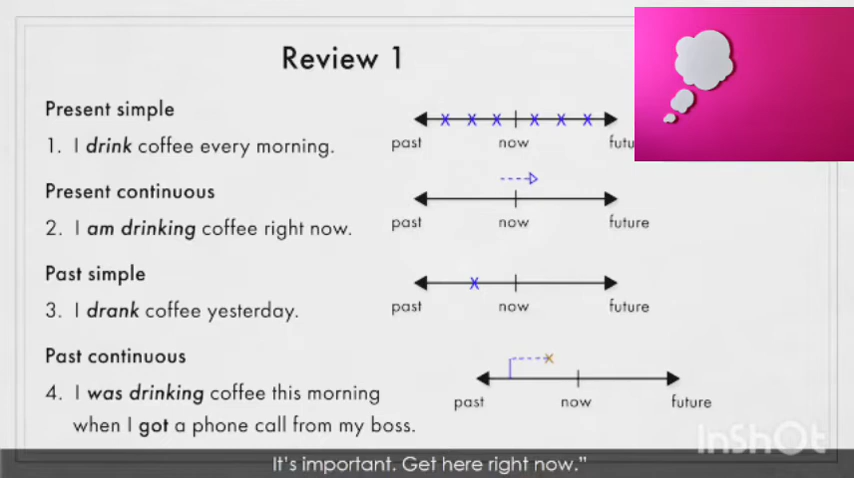 Review 1
Present simple
1. I drink coffee every morning.
past now futu
Present continuous
2. I am drinking coffee right now.
past now future
Past simple
3. I drank coffee yesterday.
past now future
Past continuous
4. I was drinking coffee this morning
when I got a phone call from my boss.
past now future
InShOt
It's important. Get here right now."